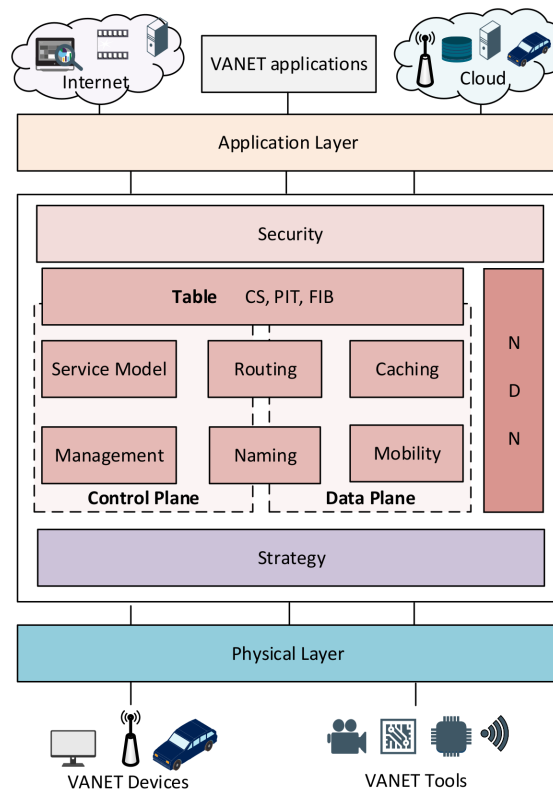 Internet
VANET applications
Cloud
Application Layer
Security
Table CS, PIT, FIB
Service Model
Routing
Caching
Management
Naming
Mobility
Control Plane
Data Plane
N
D
N
Strategy
Physical Layer
VANET Devices
VANET Tools